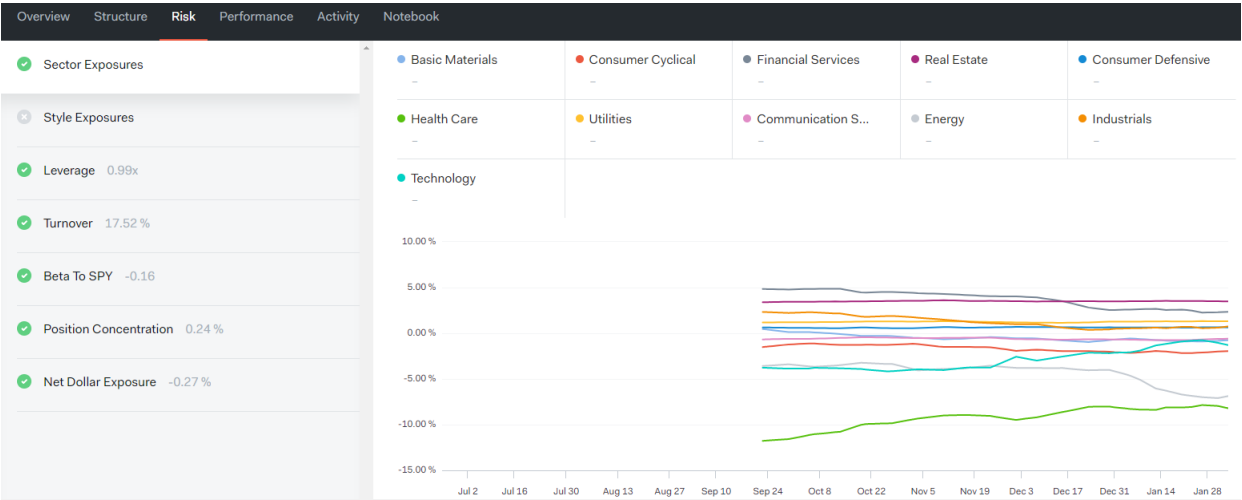 Overview Structure Risk Performance Activity Notebook
Sector Exposures
Style Exposures
Leverage 0.99x
Turnover 17.52 %
Beta To SPY -0.16
Position Concentration 0.24 %
Net Dollar Exposure -0.27 %
Basic Materials Consumer Cyclical Financial Services Real Estate Consumer Defensive
– – – – –
Health Care Utilities Communication S... Energy Industrials
– – – – –
Technology
–
10.00 %
5.00 %
0.00 %
-5.00 %
-10.00 %
-15.00 %
Jul 2 Jul 16 Jul 30 Aug 13 Aug 27 Sep 10 Sep 24 Oct 8 Oct 22 Nov 5 Nov 19 Dec 3 Dec 17 Dec 31 Jan 14 Jan 28